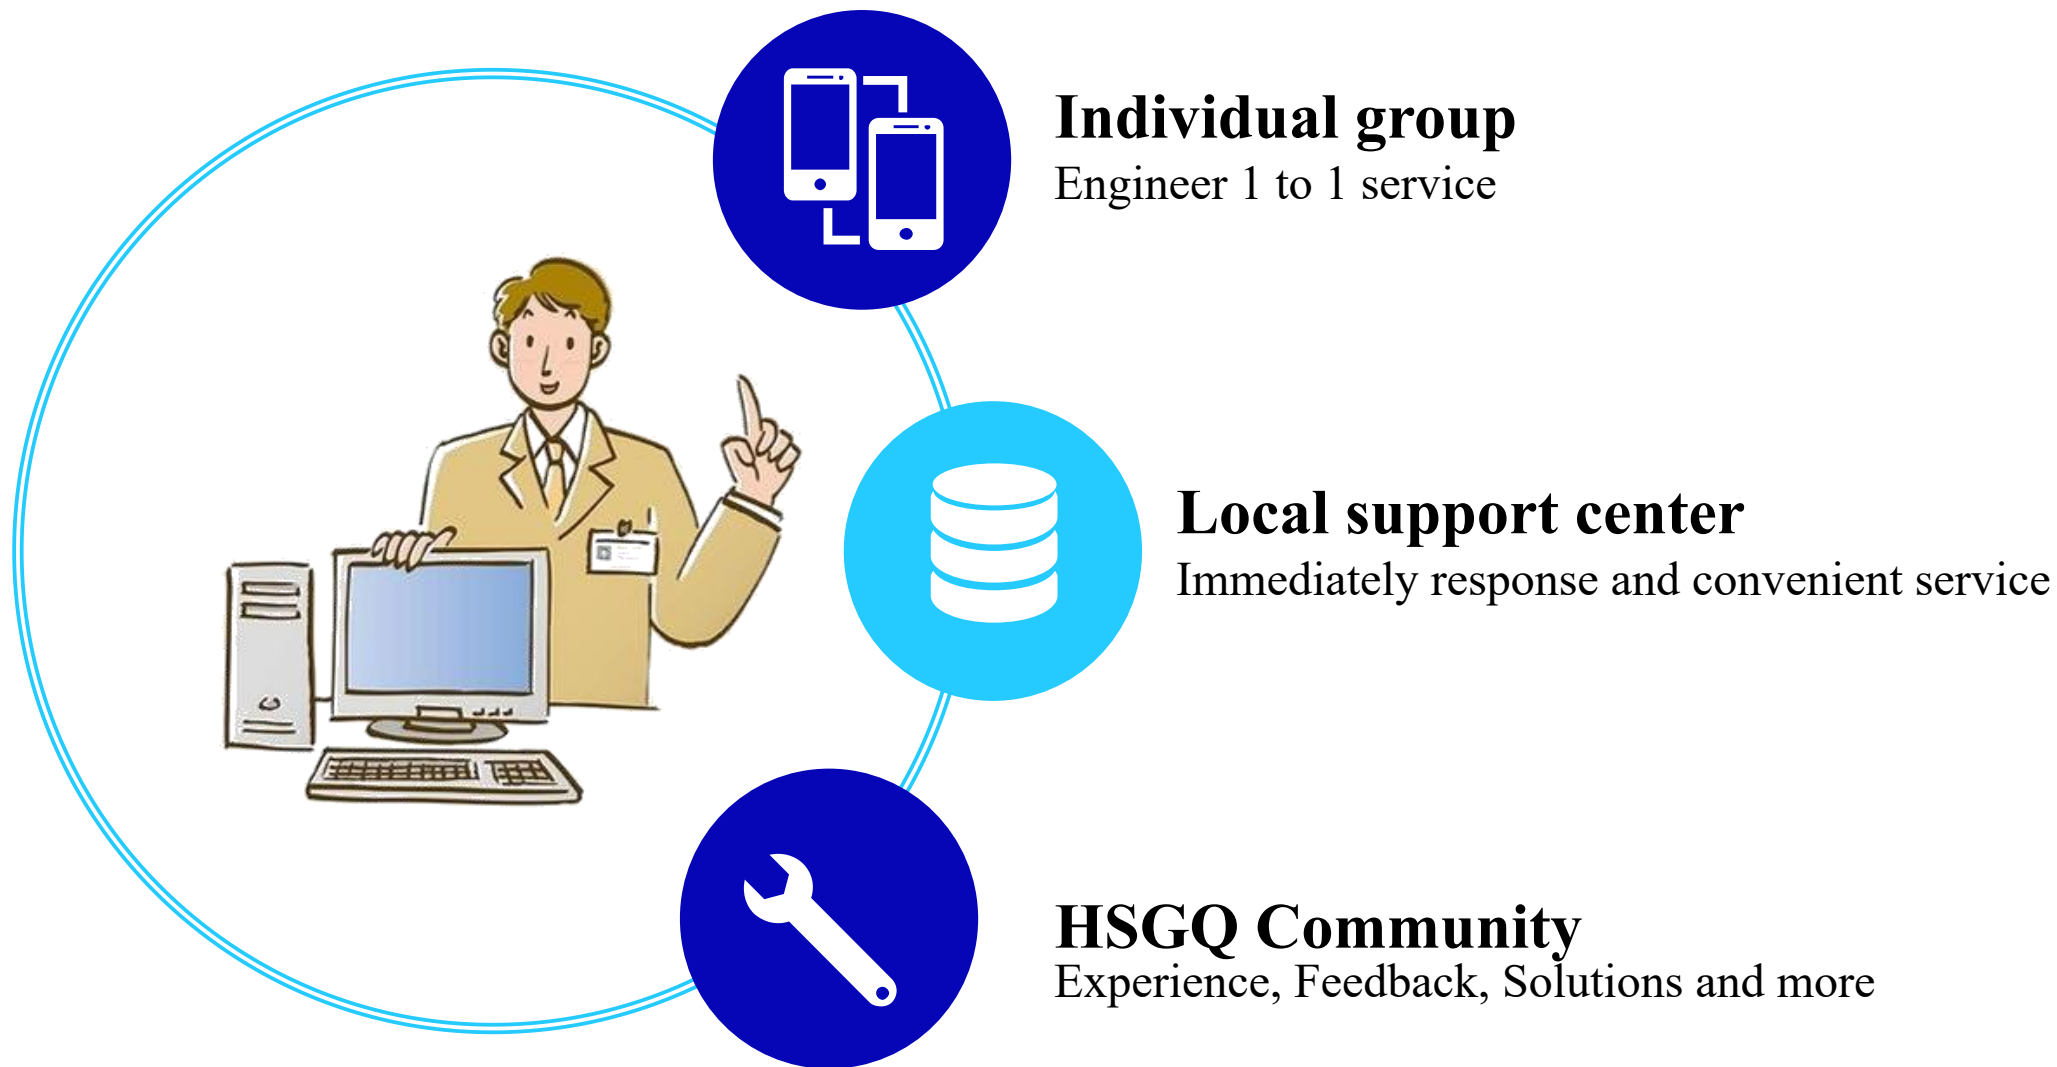 Individual group
Engineer 1 to 1 service
Local support center
Immediately response and convenient service
HSGQ Community
Experience, Feedback, Solutions and more